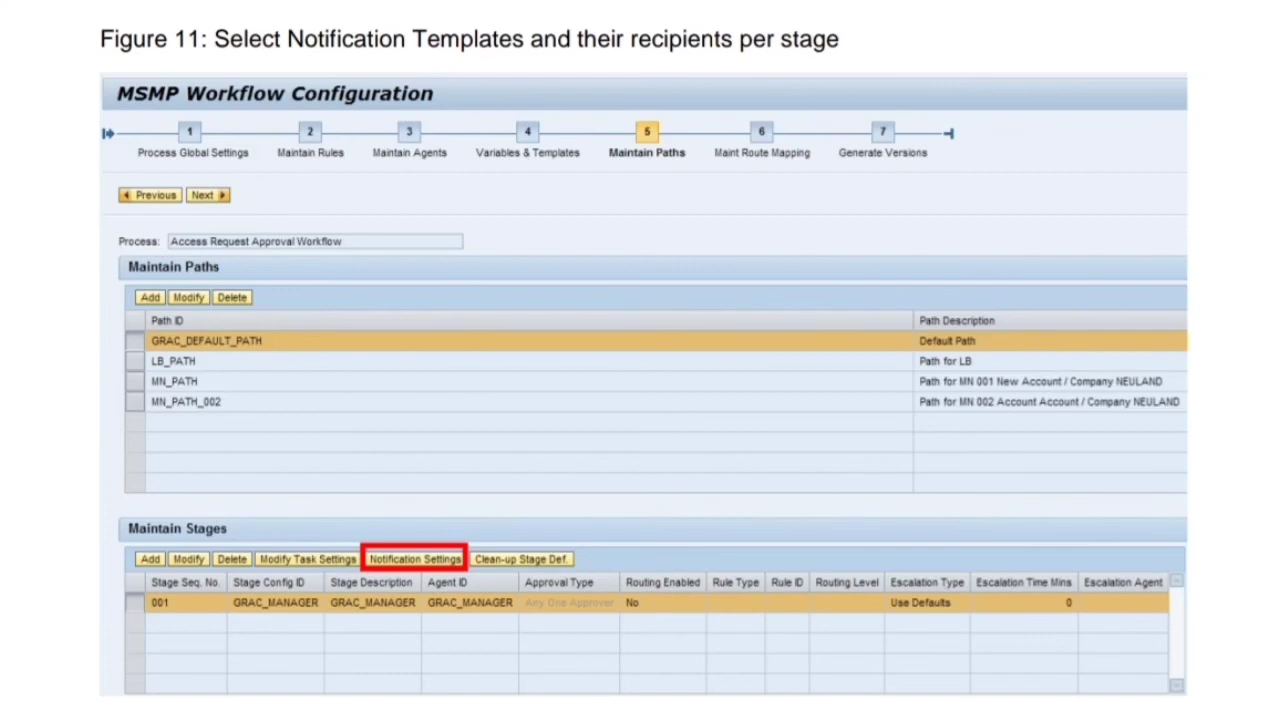 Figure 11: Select Notification Templates and their recipients per stage
MSMP Workflow Configuration
1 2 3 4 5 6 7
Process Global Settings Maintain Rules Maintain Agents Variables & Templates Maintain Paths Maint Route Mapping Generate Versions
Previous Next
Process: Access Request Approval Workflow
Maintain Paths
Add Modify Delete
Path ID Path Description
GRAC_DEFAULT_PATH Default Path
LB_PATH Path for LB
MN_PATH Path for MN 001 New Account / Company NEULAND
MN_PATH_002 Path for MN 002 Account Account / Company NEULAND
Maintain Stages
Add Modify Delete Modify Task Settings Notification Settings Clean-up Stage Def.
Stage Seq. No. Stage Config ID Stage Description Agent ID Approval Type Routing Enabled Rule Type Rule ID Routing Level Escalation Type Escalation Time Mins Escalation Agent
001 GRAC_MANAGER GRAC_MANAGER GRAC_MANAGER Any One Approver No Use Defaults 0